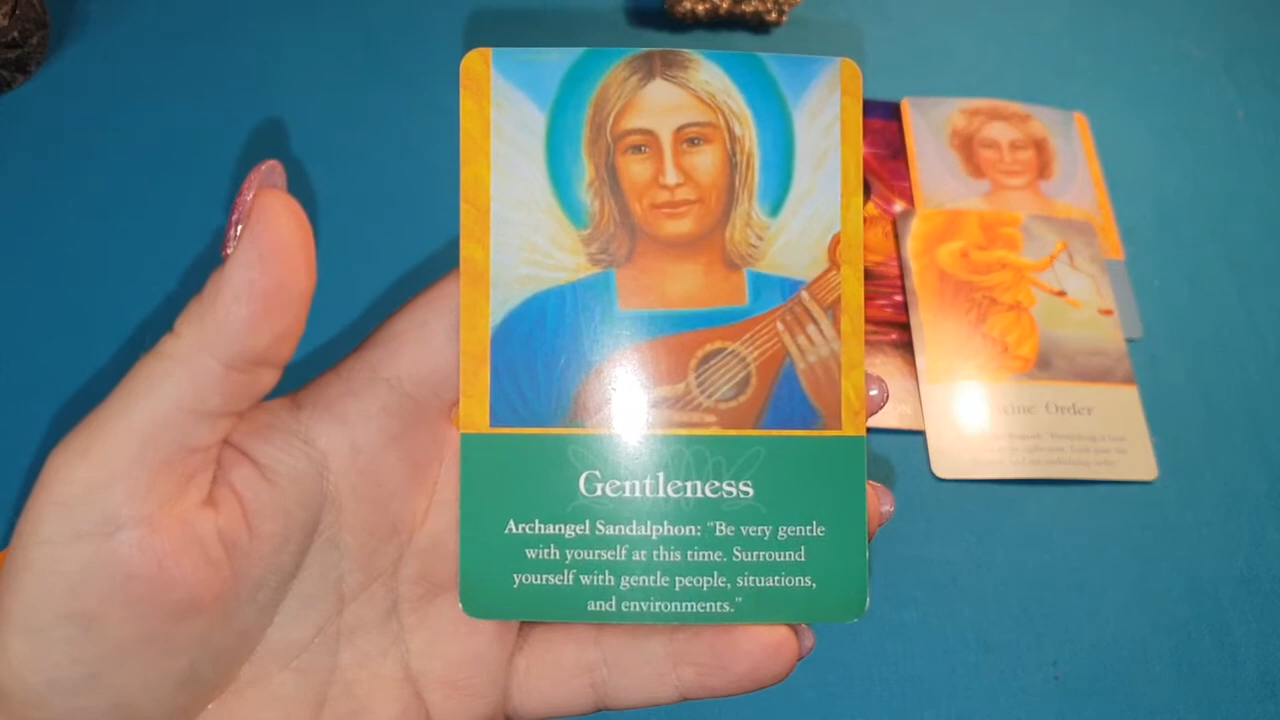 Gentleness
Archangel Sandalphon: "Be very gentle
with yourself at this time. Surround
yourself with gentle people, situations,
and environments."
Order